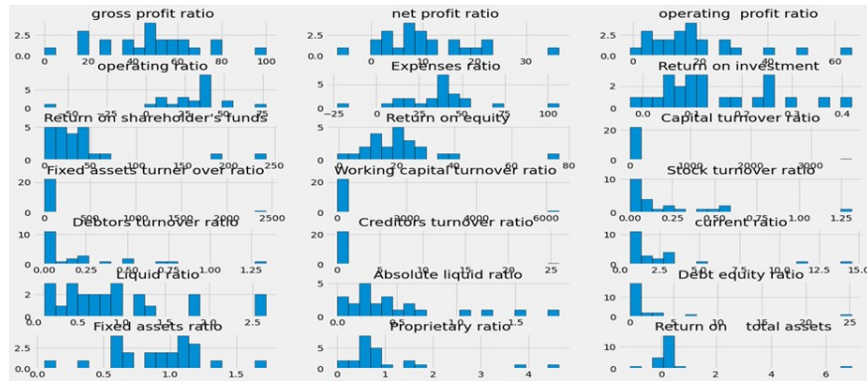 gross profit ratio net profit ratio operating  profit ratio
2.5 2.5 2.5
0.0 0.0 0.0
0 20 40 60 80 100 0 10 20 30 0 20 40 60
operating ratio Expenses ratio Return on investment
5 5 2
0 0 0
50 25 0 25 50 75 −25 0 25 50 75 100 0.0 0.1 0.2 0.3 0.4
Return on shareholder's funds Return on equity Capital turnover ratio
5 5 20
0 0 0
0 50 100 150 200 250 0 20 40 60 80 0 1000 2000 3000
Fixed assets turner over ratio Working capital turnover ratio Stock turnover ratio
20 20 10
0 0 0
0 500 1000 1500 2000 2500 0 2000 4000 6000 0.00 0.25 0.50 0.75 1.00 1.25
Debtors turnover ratio Creditors turnover ratio current ratio
10 20 10
0 0 0
0.00 0.25 0.50 0.75 1.00 1.25 0 5 10 15 20 25 0.0 2.5 5.0 7.5 10.0 12.5 15.0
Liquid ratio Absolute liquid ratio Debt equity ratio
2 5 10
0 0 0
0.0 0.5 1.0 1.5 2.0 2.5 0.0 0.5 1.0 1.5 0 5 10 15 20 25
Fixed assets ratio Proprietary ratio Return on    total assets
2.5 5 10
0.0 0 0
0.0 0.5 1.0 1.5 0 1 2 3 4 0 2 4 6